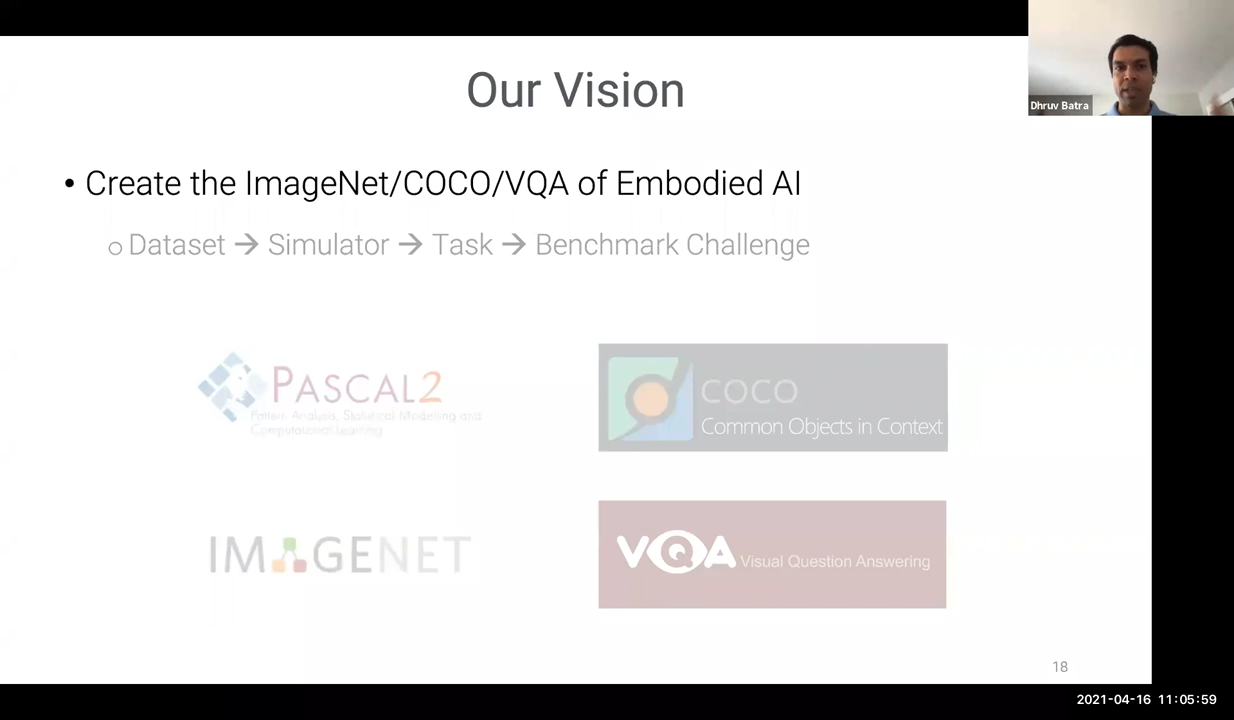 Our Vision
Dhruv Batra
• Create the ImageNet/COCO/VQA of Embodied AI
○ Dataset → Simulator → Task → Benchmark Challenge
PASCAL2
Pattern Analysis, Statistical Modelling and
Computational Learning
COCO
Common Objects in Context
IMAGENET
VQA Visual Question Answering
18
2021-04-16 11:05:59